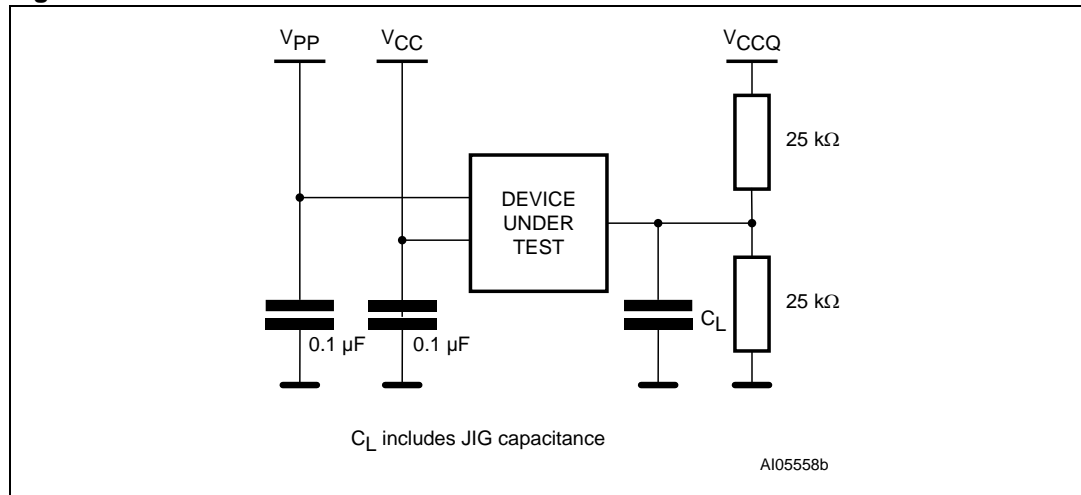 VPP
VCC
VCCQ
25 kΩ
DEVICE
UNDER
TEST
25 kΩ
CL
0.1 µF
0.1 µF
CL includes JIG capacitance
AI05558b